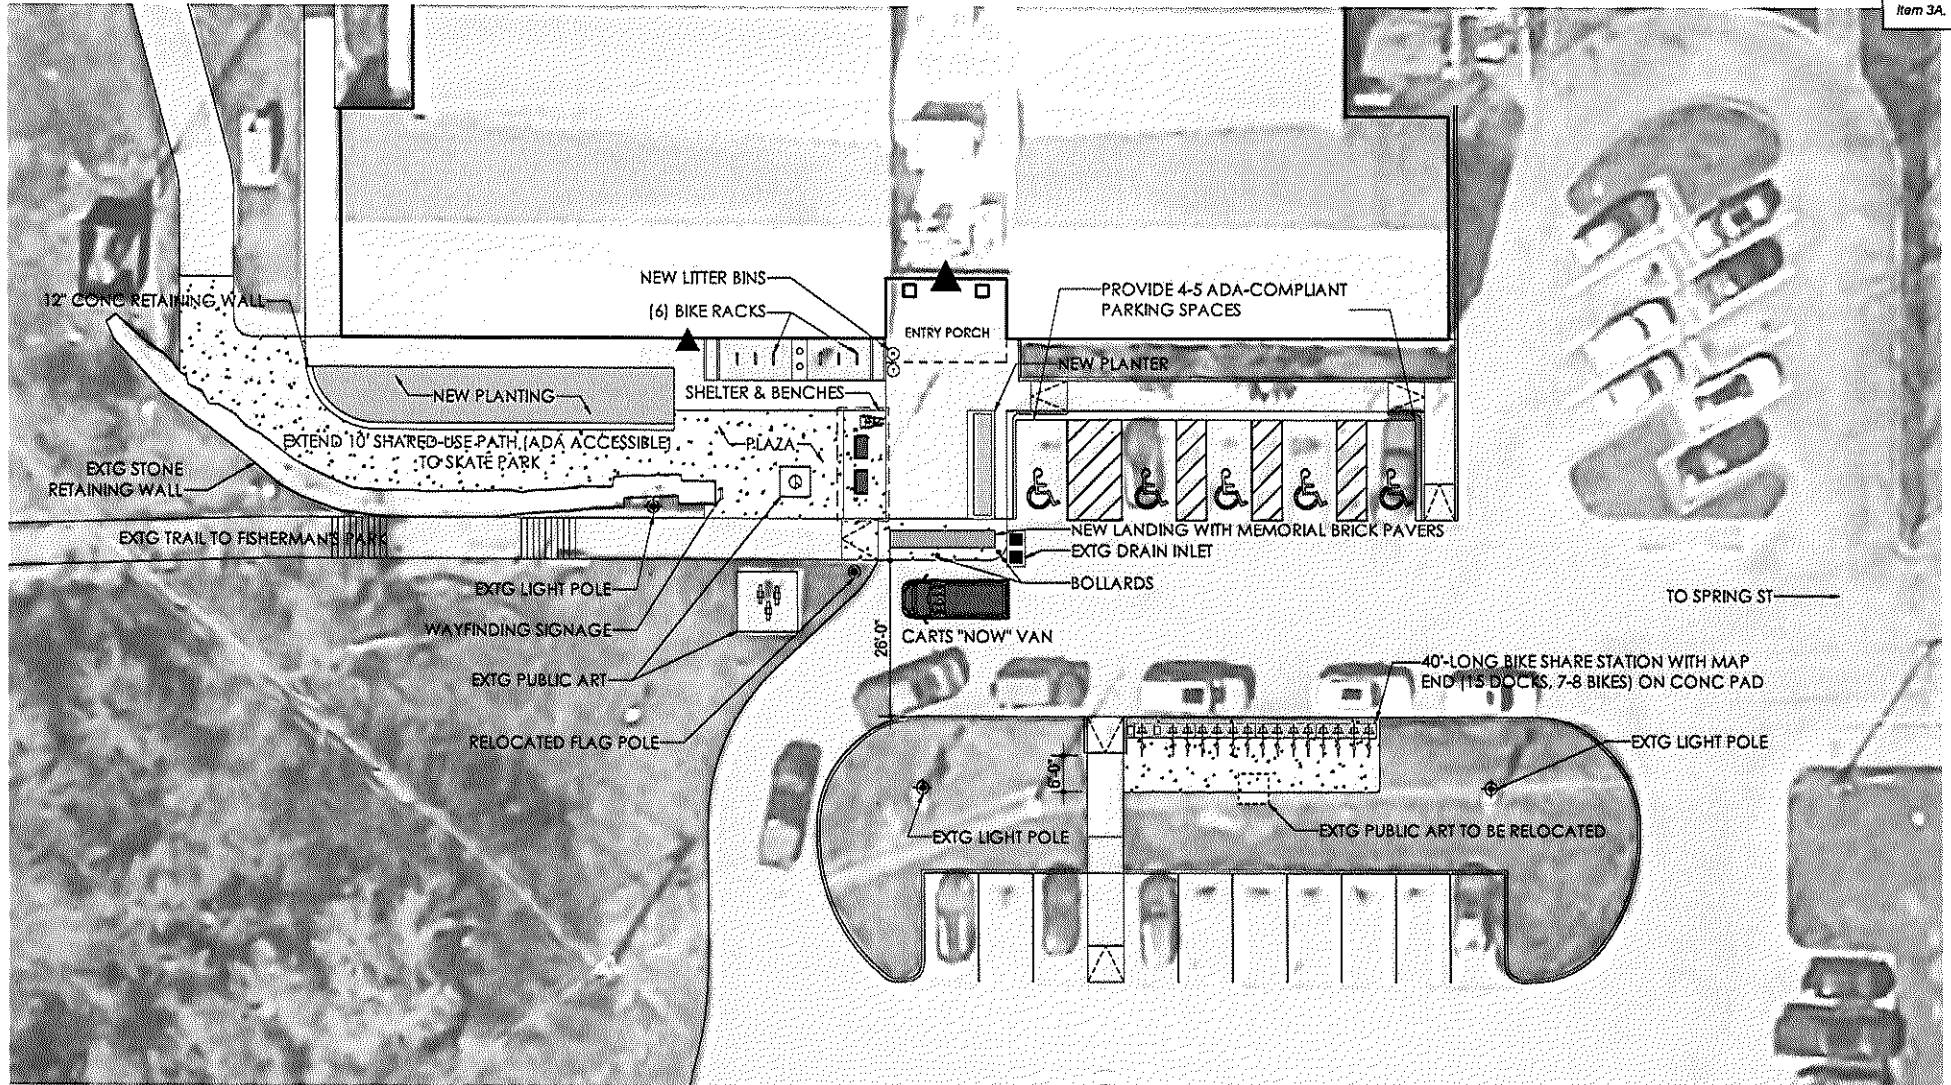 Item 3A.
NEW LITTER BINS
(6) BIKE RACKS
12" CONC RETAINING WALL
ENTRY PORCH
PROVIDE 4-5 ADA-COMPLIANT
PARKING SPACES
NEW PLANTER
NEW PLANTING
SHELTER & BENCHES
EXTEND 10' SHARED-USE PATH (ADA ACCESSIBLE)
TO SKATE PARK
PLAZA
EXTG STONE
RETAINING WALL
EXTG TRAIL TO FISHERMAN'S PARK
NEW LANDING WITH MEMORIAL BRICK PAVERS
EXTG DRAIN INLET
BOLLARDS
EXTG LIGHT POLE
WAYFINDING SIGNAGE
EXTG PUBLIC ART
RELOCATED FLAG POLE
CARTS "NOW" VAN
26'-0"
TO SPRING ST
40'-LONG BIKE SHARE STATION WITH MAP
END (15 DOCKS, 7-8 BIKES) ON CONC PAD
EXTG LIGHT POLE
6'-0"
EXTG LIGHT POLE
EXTG PUBLIC ART TO BE RELOCATED